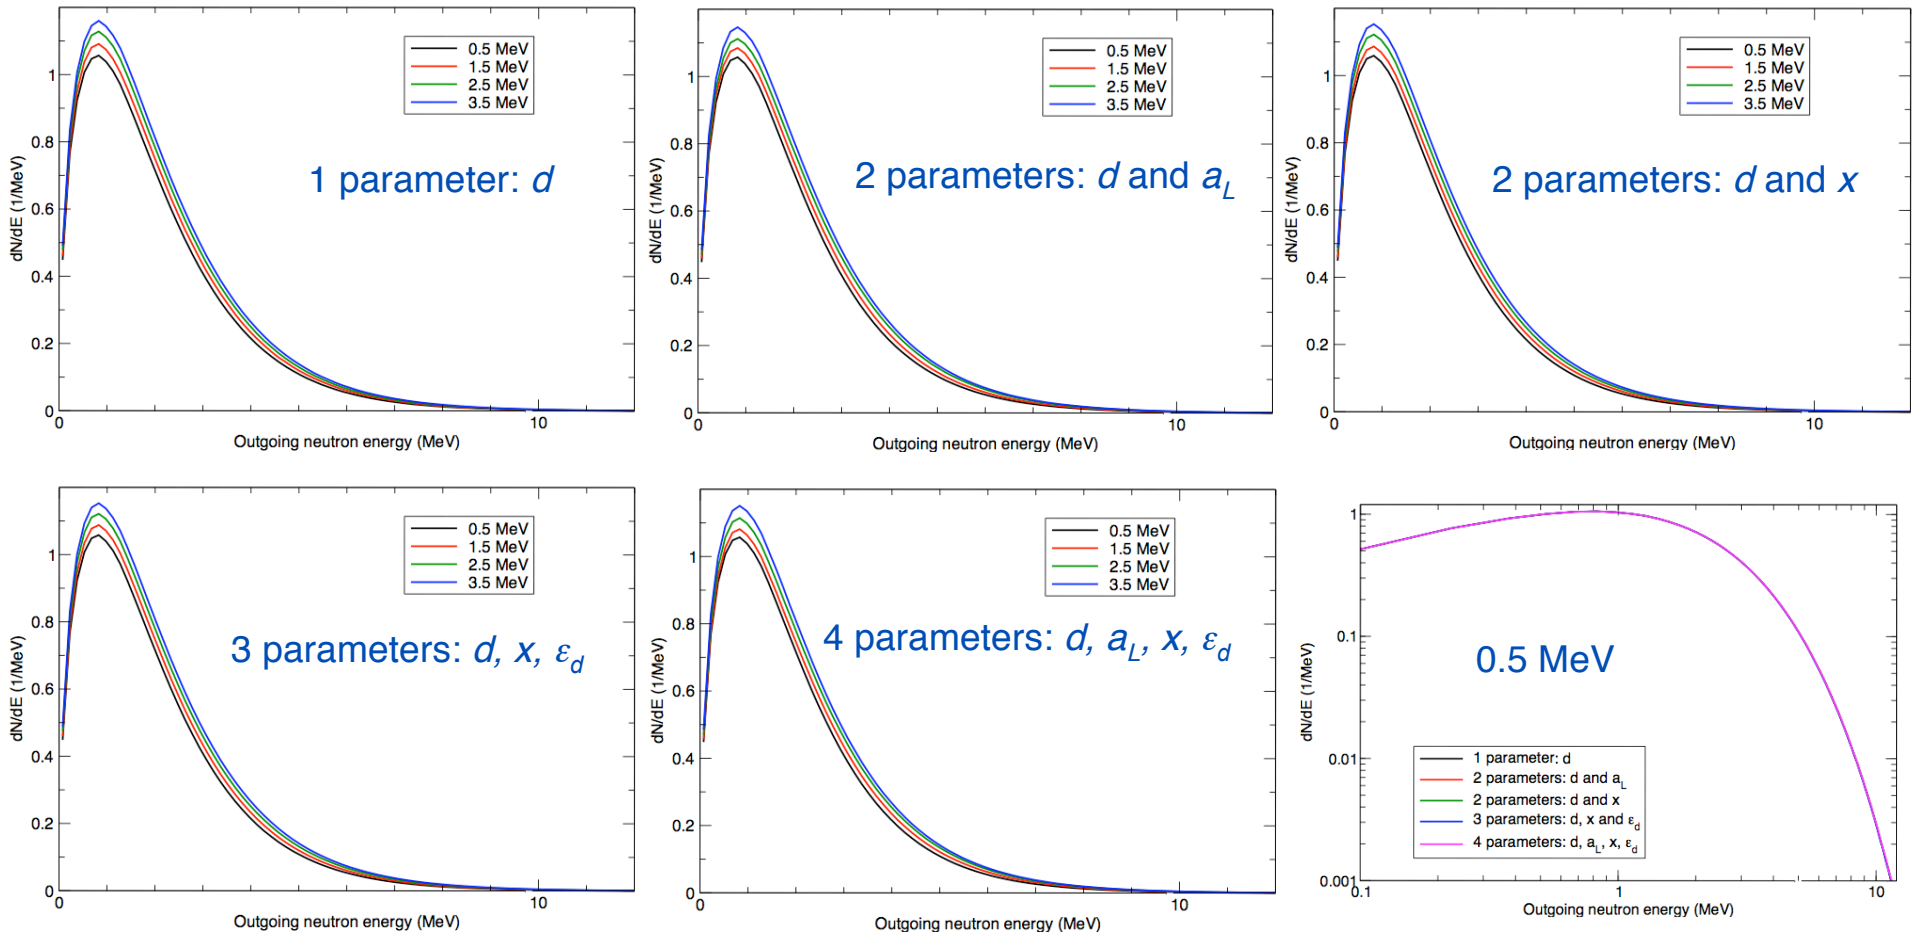 dN/dE (1/MeV)
1
0.8
0.6
0.4
0.2
0
0.5 MeV
1.5 MeV
2.5 MeV
3.5 MeV
1 parameter: d
0
10
Outgoing neutron energy (MeV)
dN/dE (1/MeV)
1
0.8
0.6
0.4
0.2
0
0.5 MeV
1.5 MeV
2.5 MeV
3.5 MeV
2 parameters: d and a_L
0
10
Outgoing neutron energy (MeV)
dN/dE (1/MeV)
1
0.8
0.6
0.4
0.2
0
0.5 MeV
1.5 MeV
2.5 MeV
3.5 MeV
2 parameters: d and x
0
10
Outgoing neutron energy (MeV)
dN/dE (1/MeV)
1
0.8
0.6
0.4
0.2
0
0.5 MeV
1.5 MeV
2.5 MeV
3.5 MeV
3 parameters: d, x, ε_d
0
10
Outgoing neutron energy (MeV)
dN/dE (1/MeV)
1
0.8
0.6
0.4
0.2
0
0.5 MeV
1.5 MeV
2.5 MeV
3.5 MeV
4 parameters: d, a_L, x, ε_d
0
10
Outgoing neutron energy (MeV)
dN/dE (1/MeV)
1
0.1
0.01
0.001
0.5 MeV
1 parameter: d
2 parameters: d and a_L
2 parameters: d and x
3 parameters: d, x and ε_d
4 parameters: d, a_L, x, ε_d
0.1
1
10
Outgoing neutron energy (MeV)